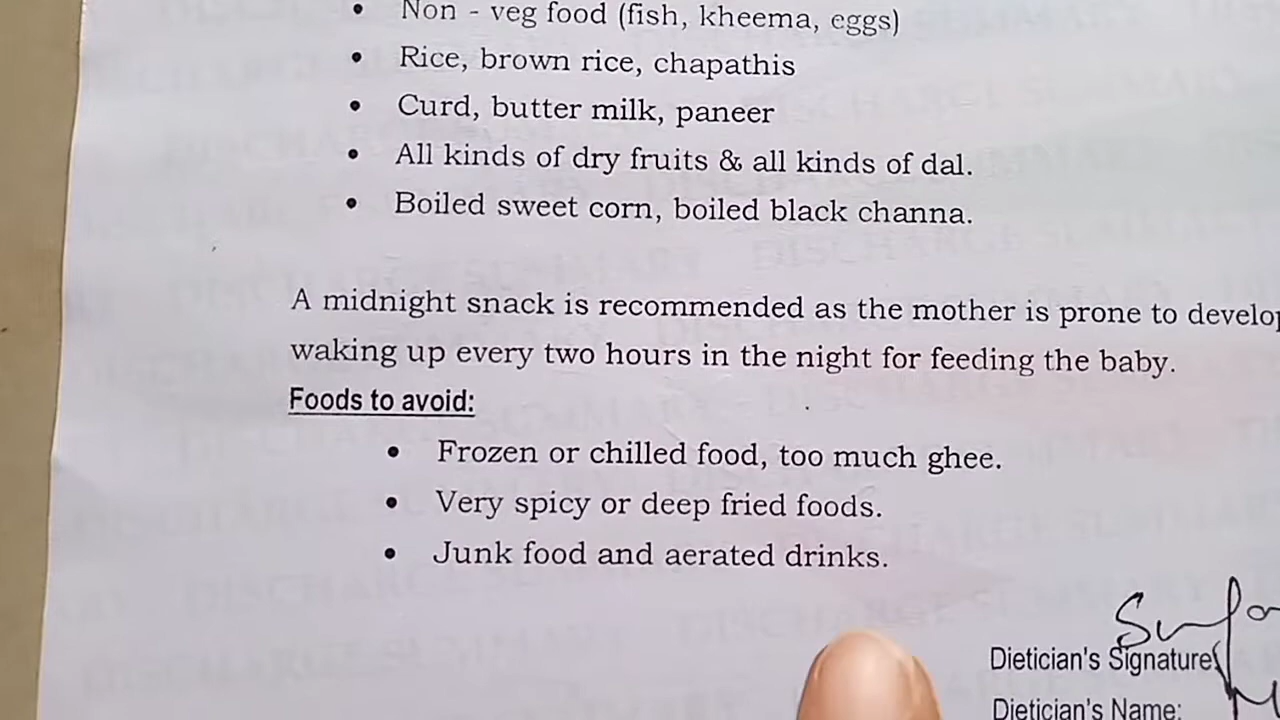 Non - veg food (fish, kheema, eggs)
Rice, brown rice, chapathis
Curd, butter milk, paneer
All kinds of dry fruits & all kinds of dal.
Boiled sweet corn, boiled black channa.
A midnight snack is recommended as the mother is prone to develop
waking up every two hours in the night for feeding the baby.
Foods to avoid:
Frozen or chilled food, too much ghee.
Very spicy or deep fried foods.
Junk food and aerated drinks.
Dietician's Signature
Dietician's Name: